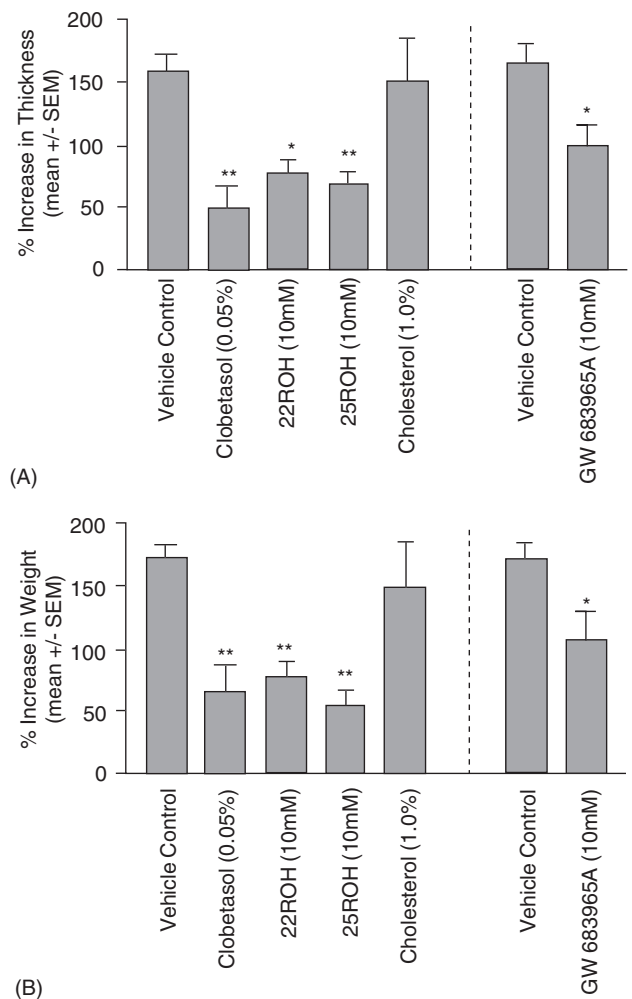 200
150
100
50
0
% Increase in Thickness
(mean +/- SEM)
**
*
**
*
Vehicle Control
Clobetasol (0.05%)
22ROH (10mM)
25ROH (10mM)
Cholesterol (1.0%)
Vehicle Control
GW 683965A (10mM)
(A)
200
150
100
50
0
% Increase in Weight
(mean +/- SEM)
**
**
**
*
Vehicle Control
Clobetasol (0.05%)
22ROH (10mM)
25ROH (10mM)
Cholesterol (1.0%)
Vehicle Control
GW 683965A (10mM)
(B)